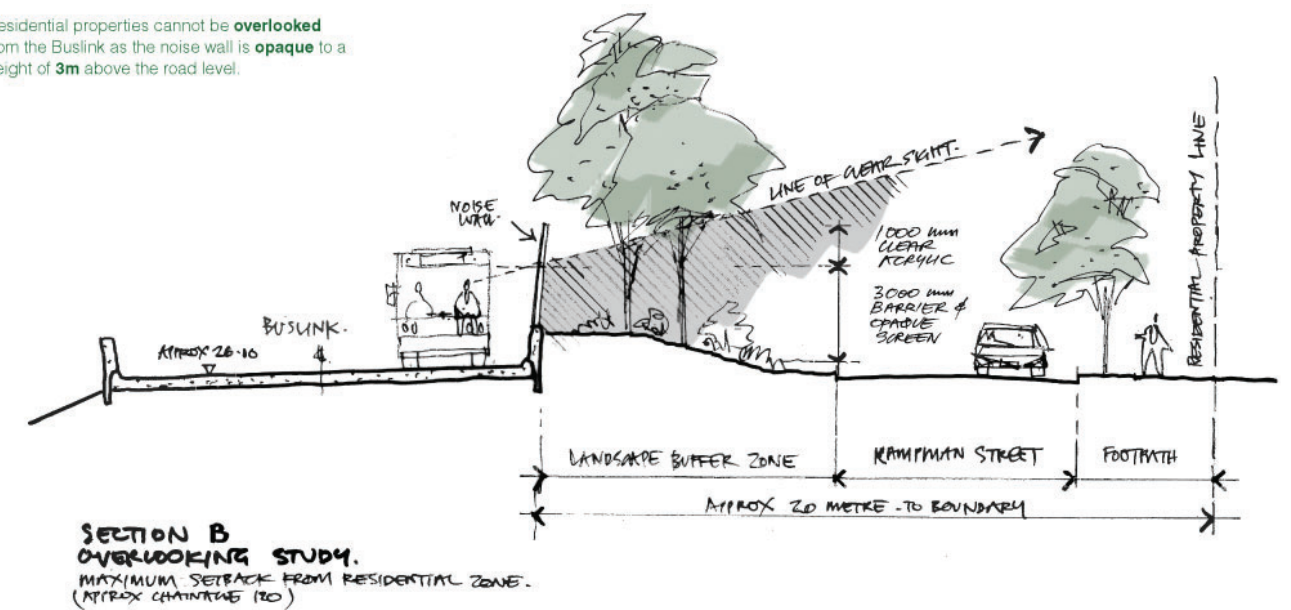 esidential properties cannot be overlooked
om the Buslink as the noise wall is opaque to a
eight of 3m above the road level.
NOISE
WALL.
LINE OF CLEAR SIGHT.
RESIDENTIAL PROPERTY LINE
1000 mm
CLEAR
ACRYLIC
3000 mm
BARRIER &
OPAQUE
SCREEN
BUSLINK.
APPROX 26.10
LANDSCAPE BUFFER ZONE
KAMPMAN STREET
FOOTPATH
APPROX 20 METRE - TO BOUNDARY
SECTION B
OVERLOOKING STUDY.
MAXIMUM SETBACK FROM RESIDENTIAL ZONE.
(APPROX CHAINAGE 120)